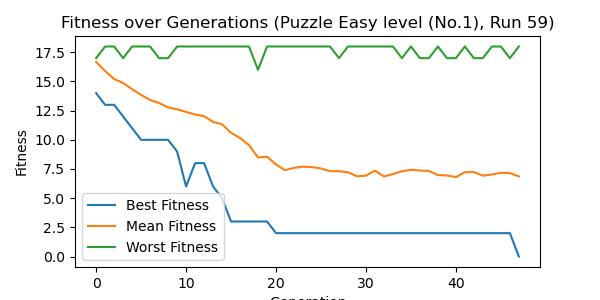 Fitness over Generations (Puzzle Easy level (No.1), Run 59)
Fitness
17.5
15.0
12.5
10.0
7.5
5.0
2.5
0.0
Best Fitness
Mean Fitness
Worst Fitness
0 10 20 30 40
Generation